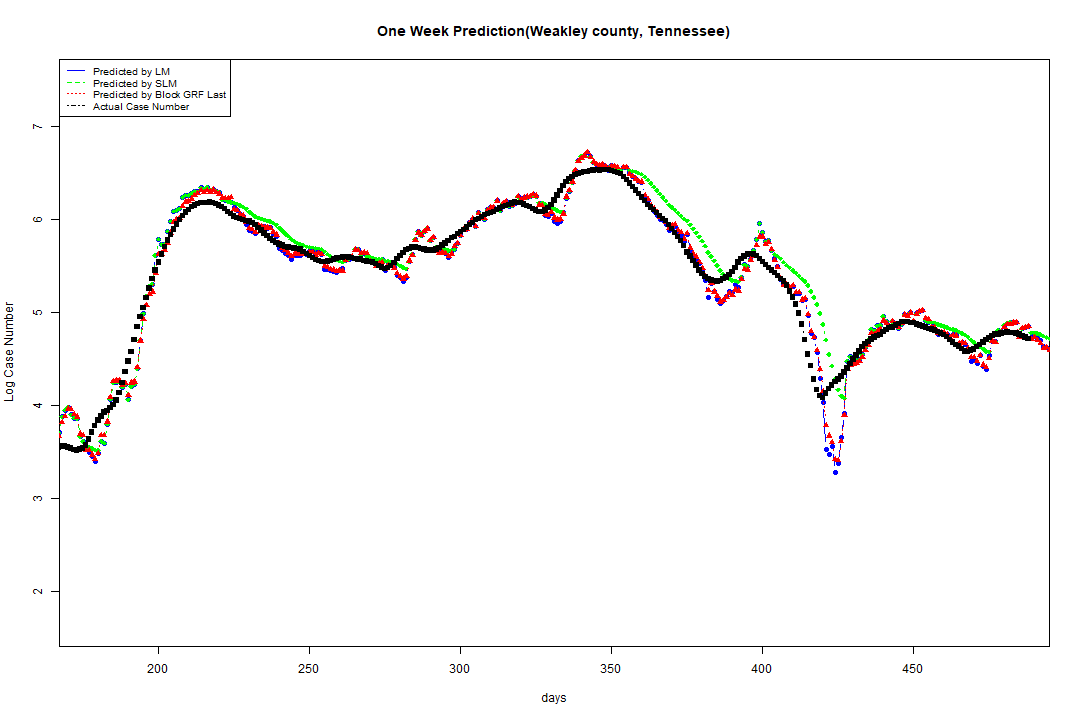 One Week Prediction(Weakley county, Tennessee)
Predicted by LM
Predicted by SLM
Predicted by Block GRF Last
Actual Case Number
7
6
5
4
3
2
Log Case Number
200 250 300 350 400 450
days